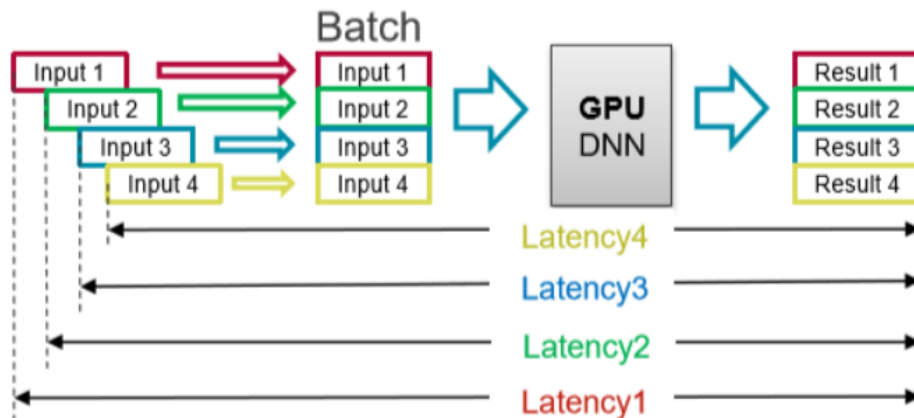 Batch
Input 1
Input 2
Input 3
Input 4
Input 1
Input 2
Input 3
Input 4
GPU
DNN
Result 1
Result 2
Result 3
Result 4
Latency4
Latency3
Latency2
Latency1